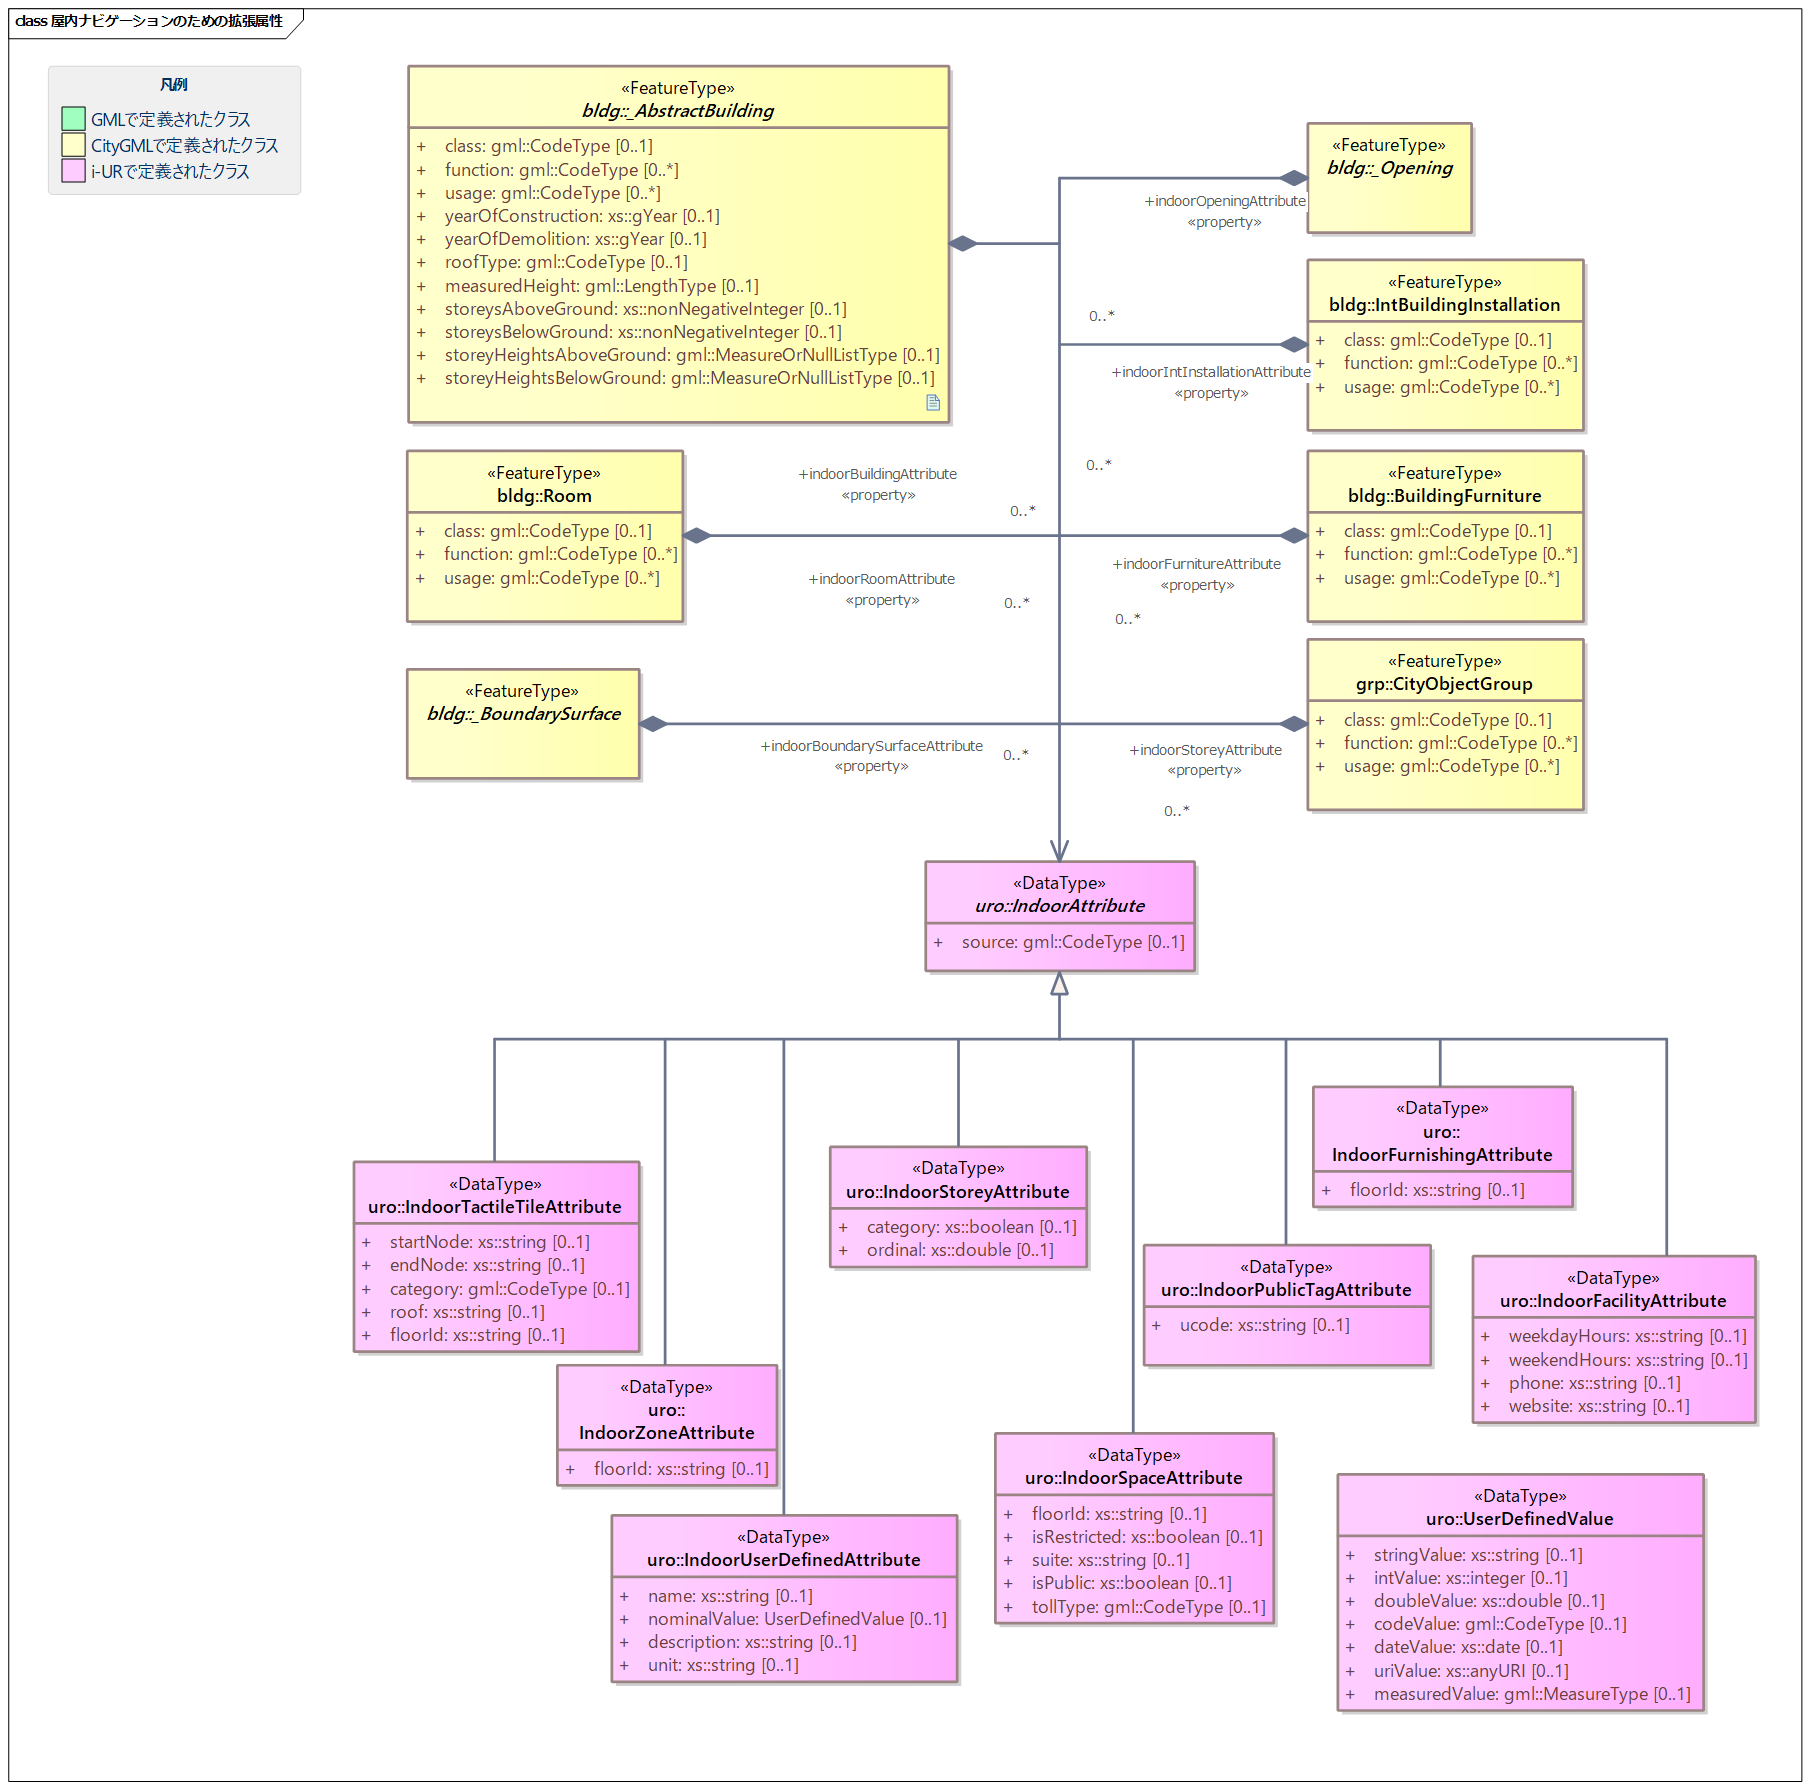 class 屋内ナビゲーションのための拡張属性
凡例
GMLで定義されたクラス
CityGMLで定義されたクラス
i-URで定義されたクラス
«FeatureType»
bldg::_AbstractBuilding
+ class: gml::CodeType [0..1]
+ function: gml::CodeType [0..*]
+ usage: gml::CodeType [0..*]
+ yearOfConstruction: xs::gYear [0..1]
+ yearOfDemolition: xs::gYear [0..1]
+ roofType: gml::CodeType [0..1]
+ measuredHeight: gml::LengthType [0..1]
+ storeysAboveGround: xs::nonNegativeInteger [0..1]
+ storeysBelowGround: xs::nonNegativeInteger [0..1]
+ storeyHeightsAboveGround: gml::MeasureOrNullListType [0..1]
+ storeyHeightsBelowGround: gml::MeasureOrNullListType [0..1]
«FeatureType»
bldg::_Opening
+indoorOpeningAttribute
«property»
0..*
«FeatureType»
bldg::IntBuildingInstallation
+ class: gml::CodeType [0..1]
+ function: gml::CodeType [0..*]
+ usage: gml::CodeType [0..*]
+indoorIntInstallationAttribute
«property»
0..*
«FeatureType»
bldg::Room
+ class: gml::CodeType [0..1]
+ function: gml::CodeType [0..*]
+ usage: gml::CodeType [0..*]
+indoorBuildingAttribute
«property»
0..*
«FeatureType»
bldg::BuildingFurniture
+ class: gml::CodeType [0..1]
+ function: gml::CodeType [0..*]
+ usage: gml::CodeType [0..*]
+indoorRoomAttribute
«property»
0..*
+indoorFurnitureAttribute
«property»
0..*
«FeatureType»
bldg::_BoundarySurface
«FeatureType»
grp::CityObjectGroup
+ class: gml::CodeType [0..1]
+ function: gml::CodeType [0..*]
+ usage: gml::CodeType [0..*]
+indoorBoundarySurfaceAttribute
«property»
0..*
+indoorStoreyAttribute
«property»
0..*
«DataType»
uro::IndoorAttribute
+ source: gml::CodeType [0..1]
«DataType»
uro::IndoorTactileTileAttribute
+ startNode: xs::string [0..1]
+ endNode: xs::string [0..1]
+ category: gml::CodeType [0..1]
+ roof: xs::string [0..1]
+ floorId: xs::string [0..1]
«DataType»
uro::IndoorStoreyAttribute
+ category: xs::boolean [0..1]
+ ordinal: xs::double [0..1]
«DataType»
uro::
IndoorFurnishingAttribute
+ floorId: xs::string [0..1]
«DataType»
uro::IndoorPublicTagAttribute
+ ucode: xs::string [0..1]
«DataType»
uro::IndoorFacilityAttribute
+ weekdayHours: xs::string [0..1]
+ weekendHours: xs::string [0..1]
+ phone: xs::string [0..1]
+ website: xs::string [0..1]
«DataType»
uro::
IndoorZoneAttribute
+ floorId: xs::string [0..1]
«DataType»
uro::IndoorUserDefinedAttribute
+ name: xs::string [0..1]
+ nominalValue: UserDefinedValue [0..1]
+ description: xs::string [0..1]
+ unit: xs::string [0..1]
«DataType»
uro::IndoorSpaceAttribute
+ floorId: xs::string [0..1]
+ isRestricted: xs::boolean [0..1]
+ suite: xs::string [0..1]
+ isPublic: xs::boolean [0..1]
+ tollType: gml::CodeType [0..1]
«DataType»
uro::UserDefinedValue
+ stringValue: xs::string [0..1]
+ intValue: xs::integer [0..1]
+ doubleValue: xs::double [0..1]
+ codeValue: gml::CodeType [0..1]
+ dateValue: xs::date [0..1]
+ uriValue: xs::anyURI [0..1]
+ measuredValue: gml::MeasureType [0..1]